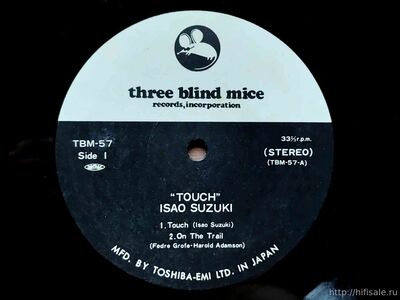 three blind mice
records, incorporation
TBM-57
Side 1
33⅓ r.p.m.
(STEREO)
(TBM-57-A)
"TOUCH"
ISAO SUZUKI
1. Touch (Isao Suzuki)
2. On The Trail
(Fedre Grofe-Harold Adamson)
MFD. BY TOSHIBA-EMI LTD. IN JAPAN
http://hifisale.ru